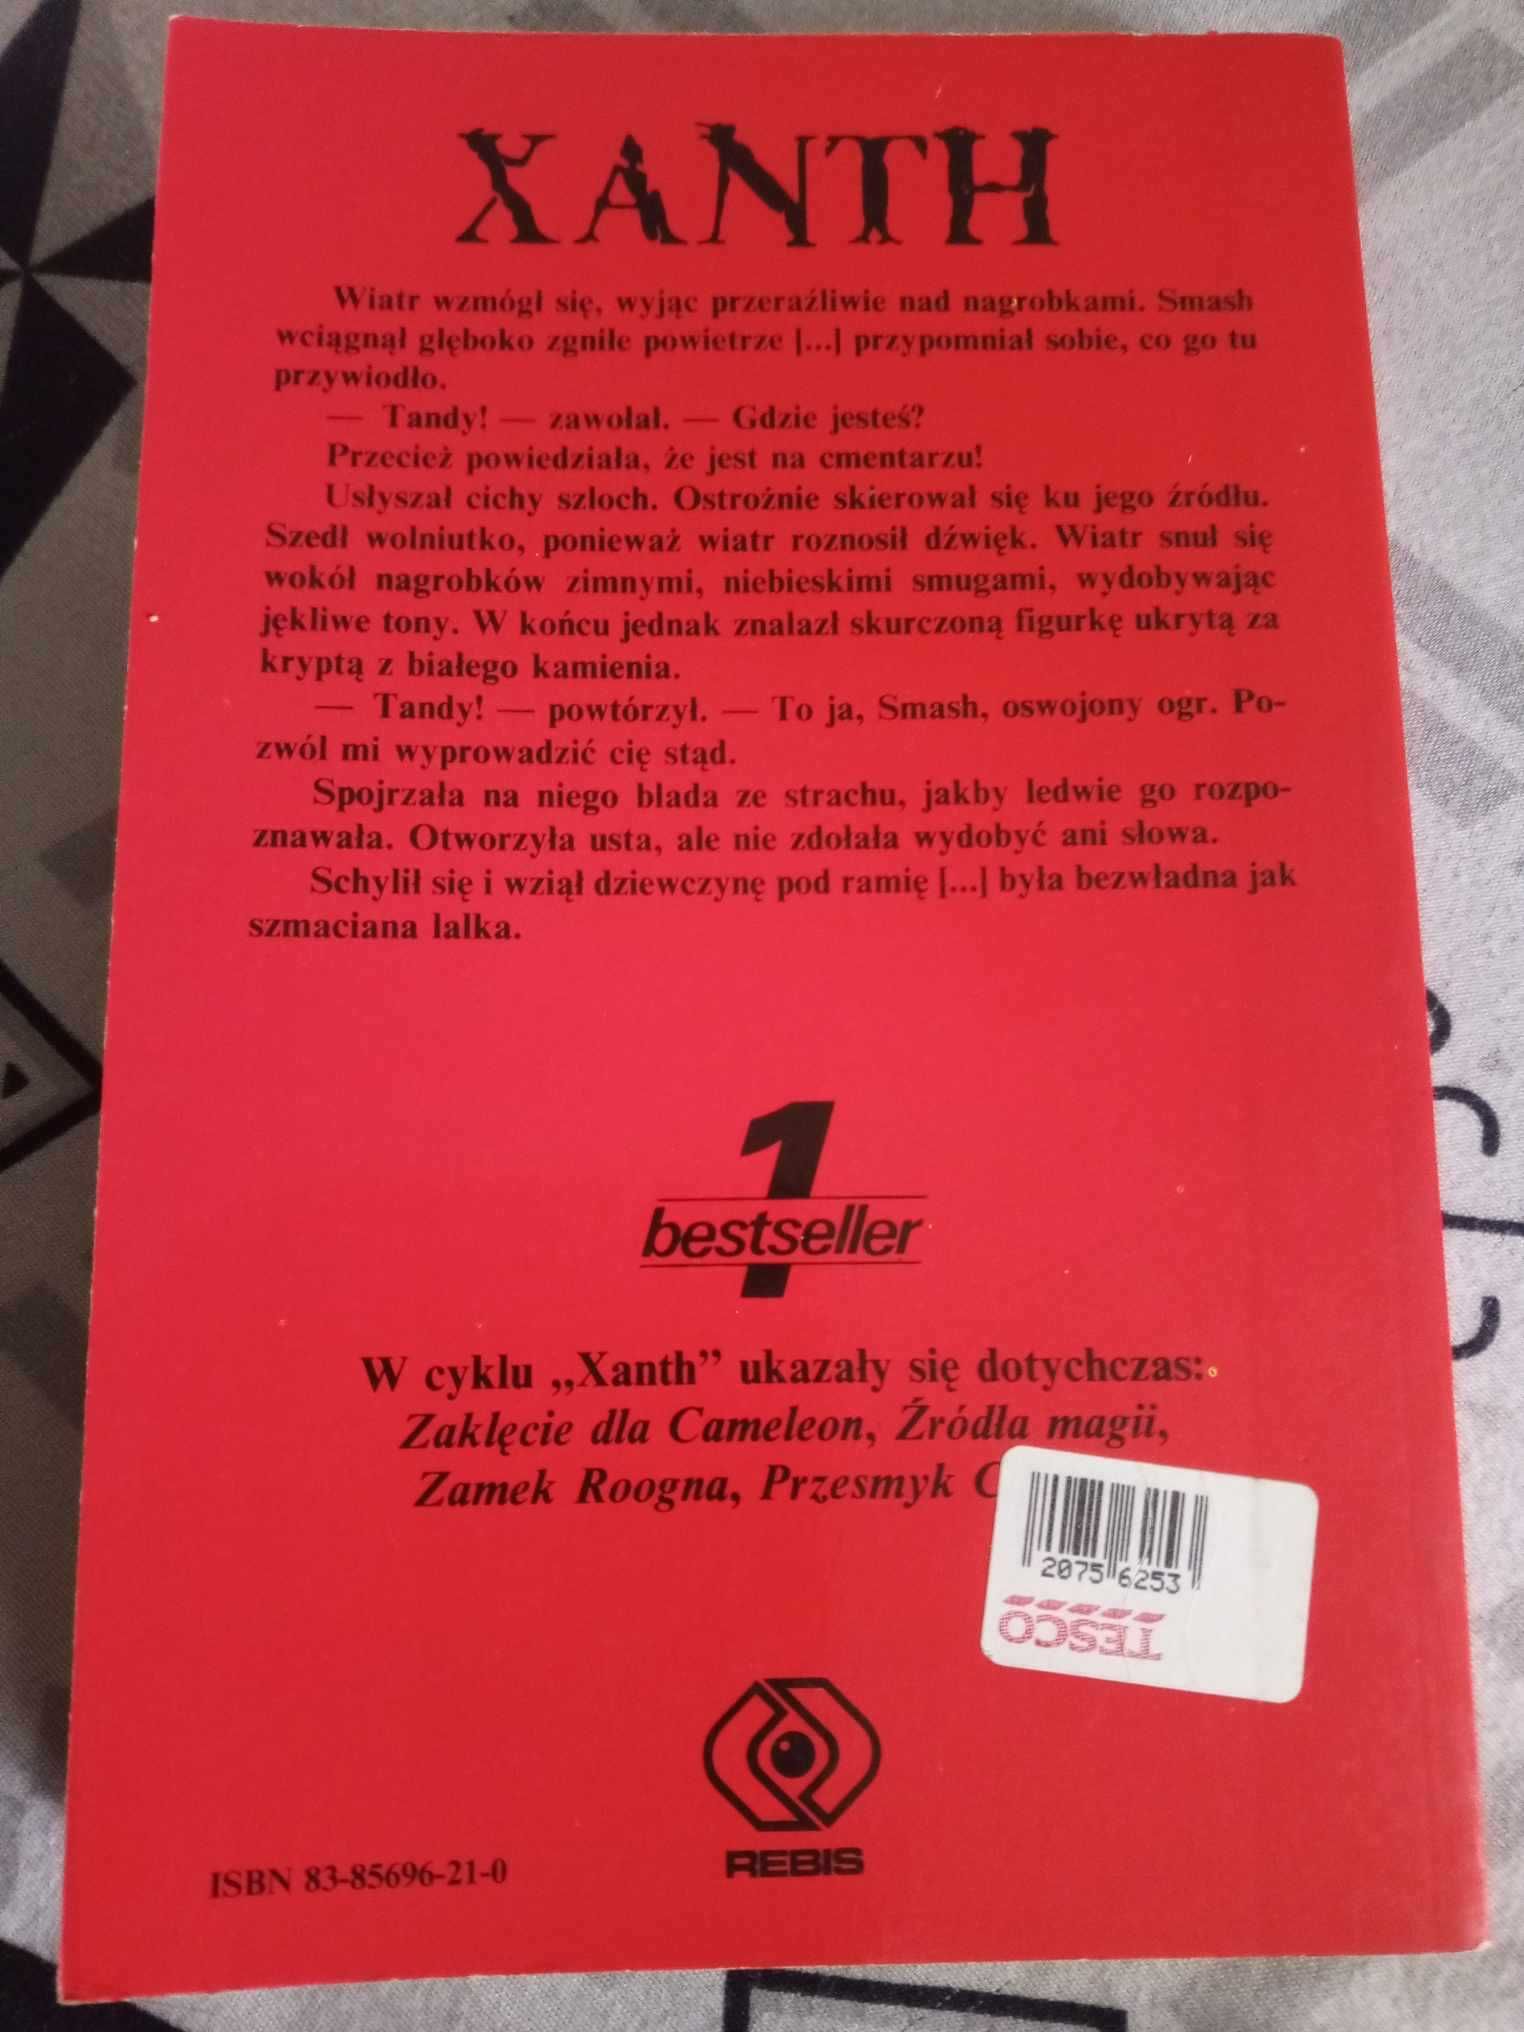 XANTH
Wiatr wzmógł się, wyjąc przeraźliwie nad nagrobkami. Smash
wciągnął głęboko zgniłe powietrze [...] przypomniał sobie, co go tu
przywiodło.
— Tandy! — zawołał. — Gdzie jesteś?
Przecież powiedziała, że jest na cmentarzu!
Usłyszał cichy szloch. Ostrożnie skierował się ku jego źródłu.
Szedł wolniutko, ponieważ wiatr roznosił dźwięk. Wiatr snuł się
wokół nagrobków zimnymi, niebieskimi smugami, wydobywając
jękliwe tony. W końcu jednak znalazł skurczoną figurkę ukrytą za
kryptą z białego kamienia.
— Tandy! — powtórzył. — To ja, Smash, oswojony ogr. Po-
zwól mi wyprowadzić cię stąd.
Spojrzała na niego blada ze strachu, jakby ledwie go rozpo-
znawała. Otworzyła usta, ale nie zdołała wydobyć ani słowa.
Schylił się i wziął dziewczynę pod ramię [...] była bezwładna jak
szmaciana lalka.
1
bestseller
W cyklu „Xanth” ukazały się dotychczas:
Zaklęcie dla Cameleon, Źródła magii,
Zamek Roogna, Przesmyk
2075 6253
TESCO
REBIS
ISBN 83-85696-21-0